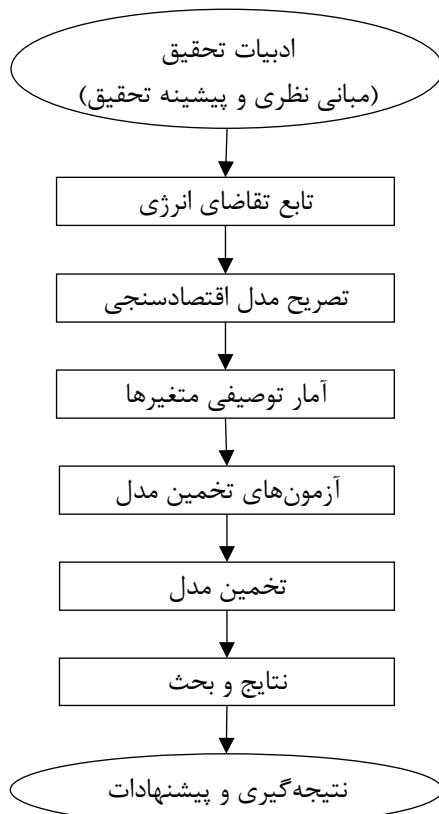 ادبیات تحقیق
(مبانی نظری و پیشینه تحقیق)
تابع تقاضای انرژی
تصریح مدل اقتصادسنجی
آمار توصیفی متغیرها
آزمون‌های تخمین مدل
تخمین مدل
نتایج و بحث
نتیجه‌گیری و پیشنهادات